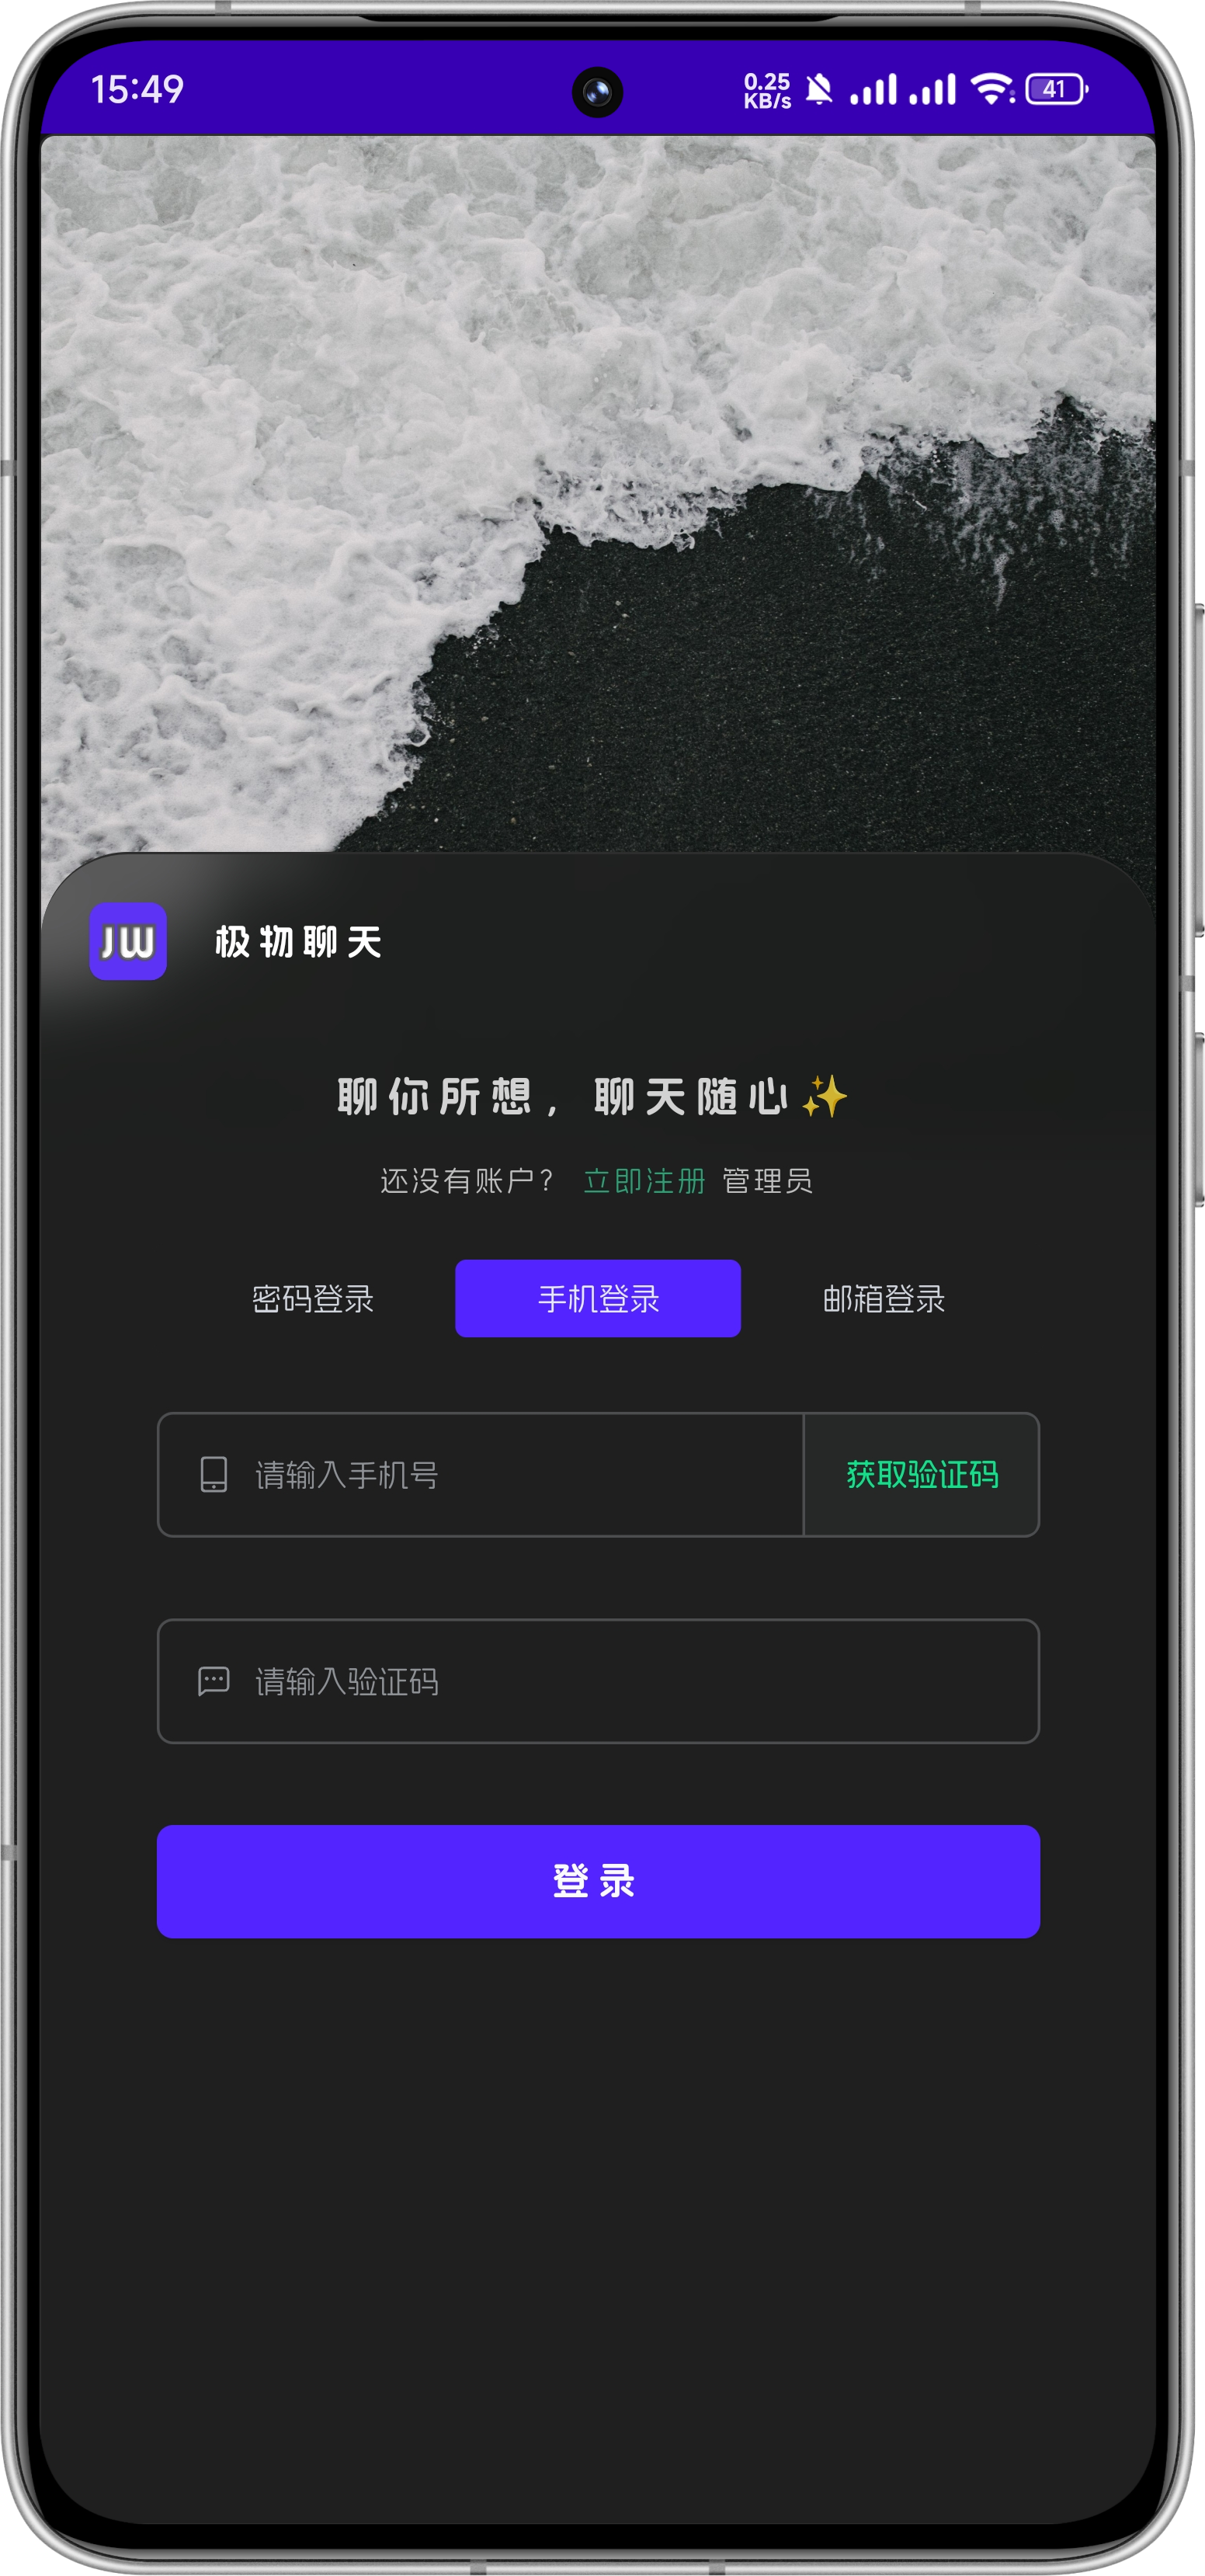 15:49 0.25 KB/s 41
JW 极物聊天
聊你所想，聊天随心✨
还没有账户？ 立即注册 管理员
密码登录 手机登录 邮箱登录
请输入手机号 获取验证码
请输入验证码
登录